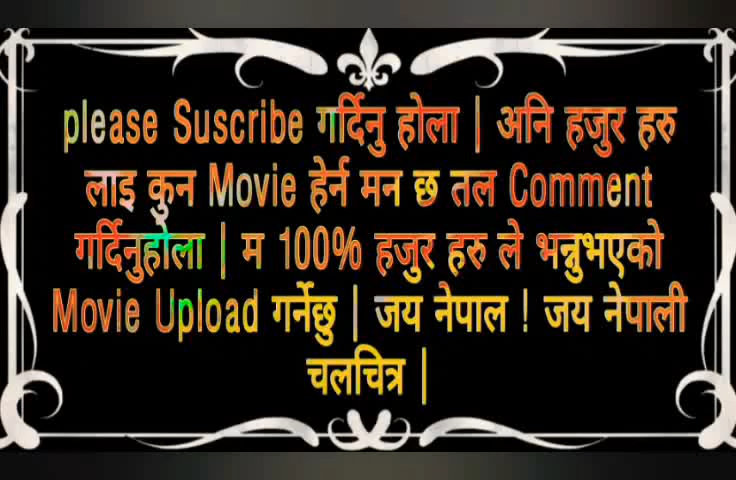 please Suscribe गर्दिनु होला | अनि हजुर हरु
लाइ कुन Movie हेर्न मन छ तल Comment
गर्दिनुहोला | म 100% हजुर हरु ले भन्नुभएको
Movie Upload गर्नेछु | जय नेपाल ! जय नेपाली
चलचित्र |